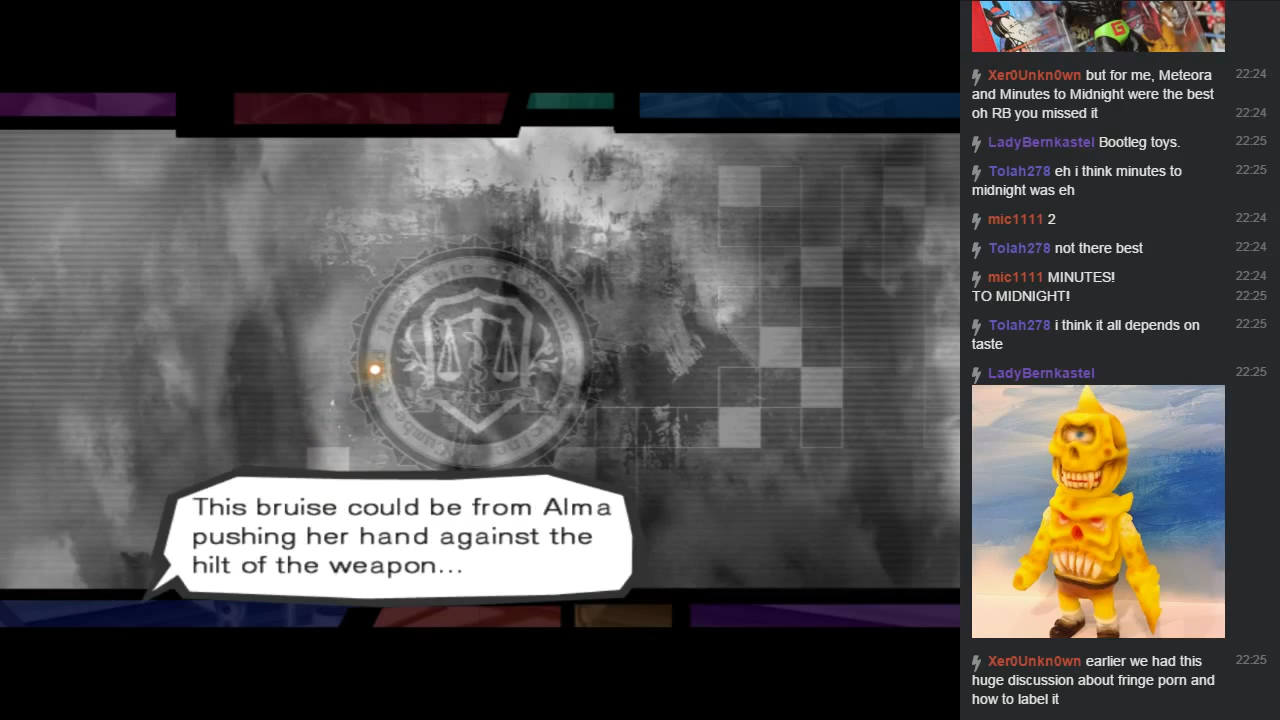 This bruise could be from Alma
pushing her hand against the
hilt of the weapon...
Xer0Unkn0wn but for me, Meteora 22:24
and Minutes to Midnight were the best
oh RB you missed it 22:24
LadyBernkastel Bootleg toys. 22:25
Tolah278 eh i think minutes to 22:25
midnight was eh
mic1111 2 22:24
Tolah278 not there best 22:24
mic1111 MINUTES! 22:24
TO MIDNIGHT! 22:25
Tolah278 i think it all depends on 22:25
taste
LadyBernkastel 22:25
Xer0Unkn0wn earlier we had this 22:25
huge discussion about fringe porn and
how to label it